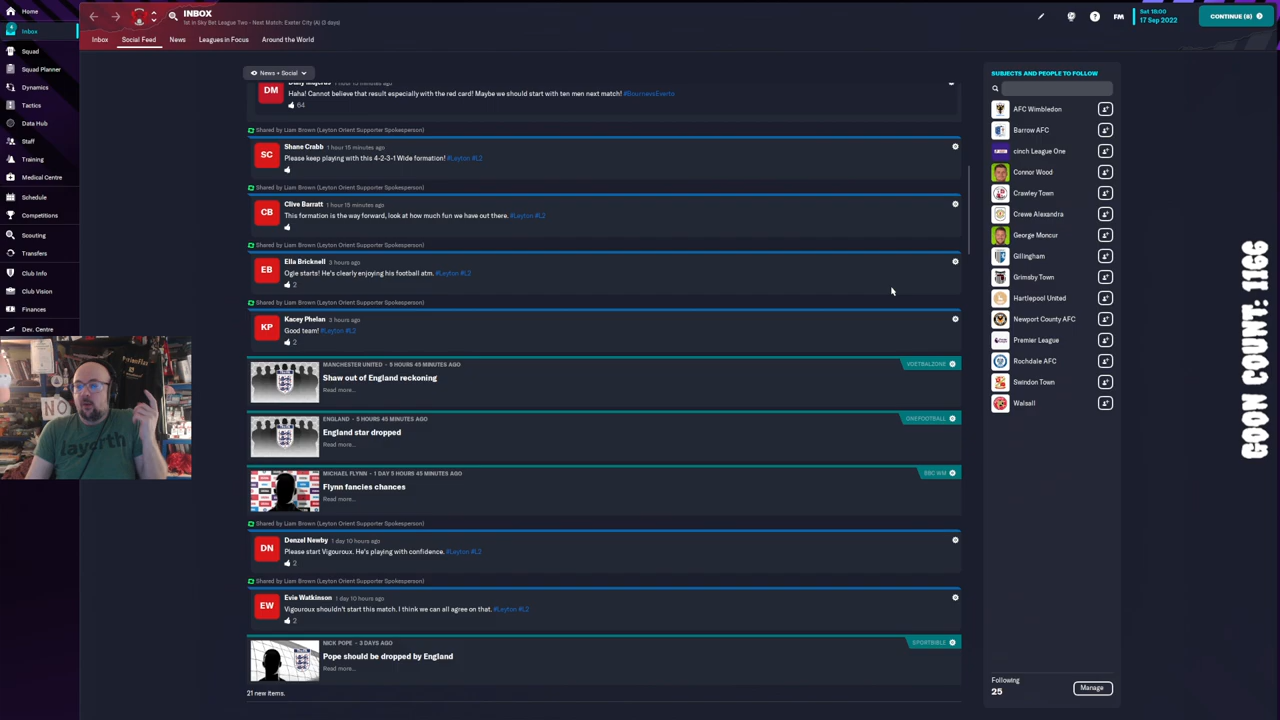 Home
Inbox
Squad
Squad Planner
Dynamics
Tactics
Data Hub
Staff
Training
Medical Centre
Schedule
Competitions
Scouting
Transfers
Club Info
Club Vision
Finances
Dev. Centre
INBOX
1st in Sky Bet League Two - Next Match: Exeter City (A) (3 days)
FM
Sat 16:00
17 Sep 2022
CONTINUE (8)
Inbox
Social Feed
News
Leagues in Focus
Around the World
News + Social
DM
Haha! Cannot believe that result especially with the red card! Maybe we should start with ten men next match! #BournevEverto
64
Shared by Liam Brown (Leyton Orient Supporter Spokesperson)
SC
Shane Crabb 1 hour 15 minutes ago
Please keep playing with this 4-2-3-1 Wide formation! #Leyton #L2
Shared by Liam Brown (Leyton Orient Supporter Spokesperson)
CB
Clive Barratt 1 hour 15 minutes ago
This formation is the way forward, look at how much fun we have out there. #Leyton #L2
Shared by Liam Brown (Leyton Orient Supporter Spokesperson)
EB
Ella Bricknell 3 hours ago
Ogie starts! He's clearly enjoying his football atm. #Leyton #L2
2
Shared by Liam Brown (Leyton Orient Supporter Spokesperson)
KP
Kacey Phelan 3 hours ago
Good team! #Leyton #L2
2
MANCHESTER UNITED - 5 HOURS 45 MINUTES AGO
VOETBALZONE
Shaw out of England reckoning
Read more...
ENGLAND - 5 HOURS 45 MINUTES AGO
ONEFOOTBALL
England star dropped
Read more...
MICHAEL FLYNN - 1 DAY 5 HOURS 45 MINUTES AGO
BBC WM
Flynn fancies chances
Read more...
Shared by Liam Brown (Leyton Orient Supporter Spokesperson)
DN
Denzel Newby 1 day 10 hours ago
Please start Vigouroux. He's playing with confidence. #Leyton #L2
2
Shared by Liam Brown (Leyton Orient Supporter Spokesperson)
EW
Evie Watkinson 1 day 10 hours ago
Vigouroux shouldn't start this match. I think we can all agree on that. #Leyton #L2
2
NICK POPE - 3 DAYS AGO
SPORTBIBLE
Pope should be dropped by England
Read more...
21 new items.
SUBJECTS AND PEOPLE TO FOLLOW
AFC Wimbledon
Barrow AFC
cinch League One
Connor Wood
Crawley Town
Crewe Alexandra
George Moncur
Gillingham
Grimsby Town
Hartlepool United
Newport County AFC
Premier League
Rochdale AFC
Swindon Town
Walsall
Following
25
Manage
GOON COUNT: 1166
NO
layorth